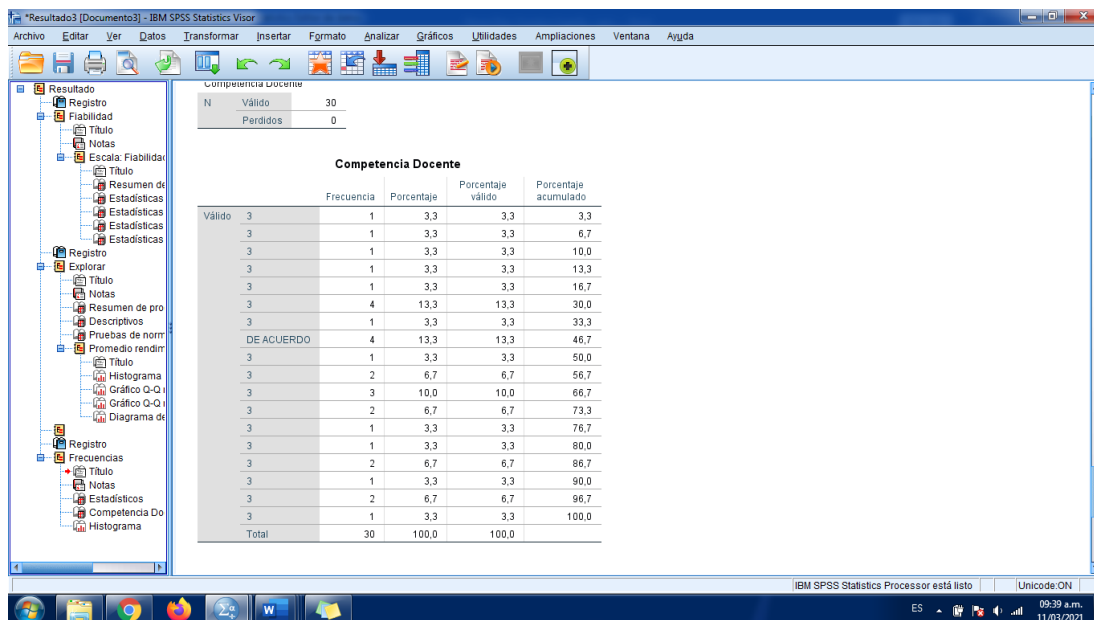 *Resultado3 [Documento3] - IBM SPSS Statistics Visor
Archivo Editar Ver Datos Transformar Insertar Formato Analizar Gráficos Utilidades Ampliaciones Ventana Ayuda
Resultado
Registro
Fiabilidad
Título
Notas
Escala: Fiabilidad
Título
Resumen de
Estadísticas
Estadísticas
Estadísticas
Estadísticas
Registro
Explorar
Título
Notas
Resumen de pro
Descriptivos
Pruebas de norm
Promedio rendim
Título
Histograma
Gráfico Q-Q
Gráfico Q-Q
Diagrama de
Registro
Frecuencias
Título
Notas
Estadísticos
Competencia Do
Histograma
Competencia Docente
N Válido 30
Perdidos 0
Competencia Docente
Frecuencia Porcentaje Porcentaje válido Porcentaje acumulado
Válido 3 1 3,3 3,3 3,3
3 1 3,3 3,3 6,7
3 1 3,3 3,3 10,0
3 1 3,3 3,3 13,3
3 1 3,3 3,3 16,7
3 4 13,3 13,3 30,0
3 1 3,3 3,3 33,3
DE ACUERDO 4 13,3 13,3 46,7
3 1 3,3 3,3 50,0
3 2 6,7 6,7 56,7
3 3 10,0 10,0 66,7
3 2 6,7 6,7 73,3
3 1 3,3 3,3 76,7
3 1 3,3 3,3 80,0
3 2 6,7 6,7 86,7
3 1 3,3 3,3 90,0
3 2 6,7 6,7 96,7
3 1 3,3 3,3 100,0
Total 30 100,0 100,0
IBM SPSS Statistics Processor está listo Unicode:ON
W
ES 09:39 a.m.
11/03/2021